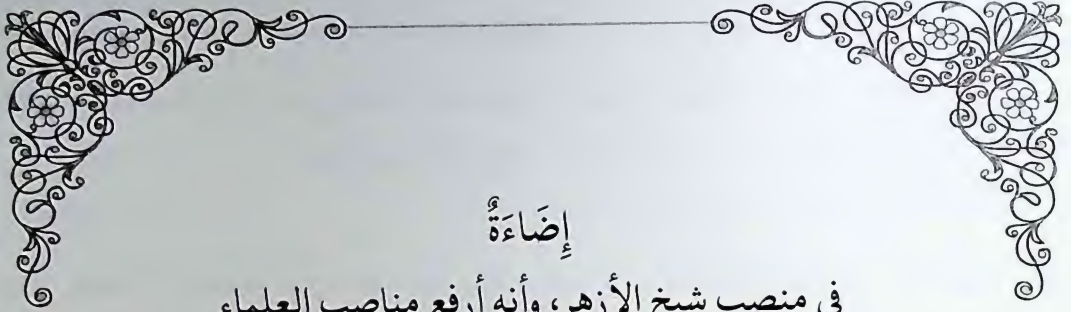 إِضَاءَةٌ
في منصب شيخ الأزهر، وأنه أرفع مناصب العلماء